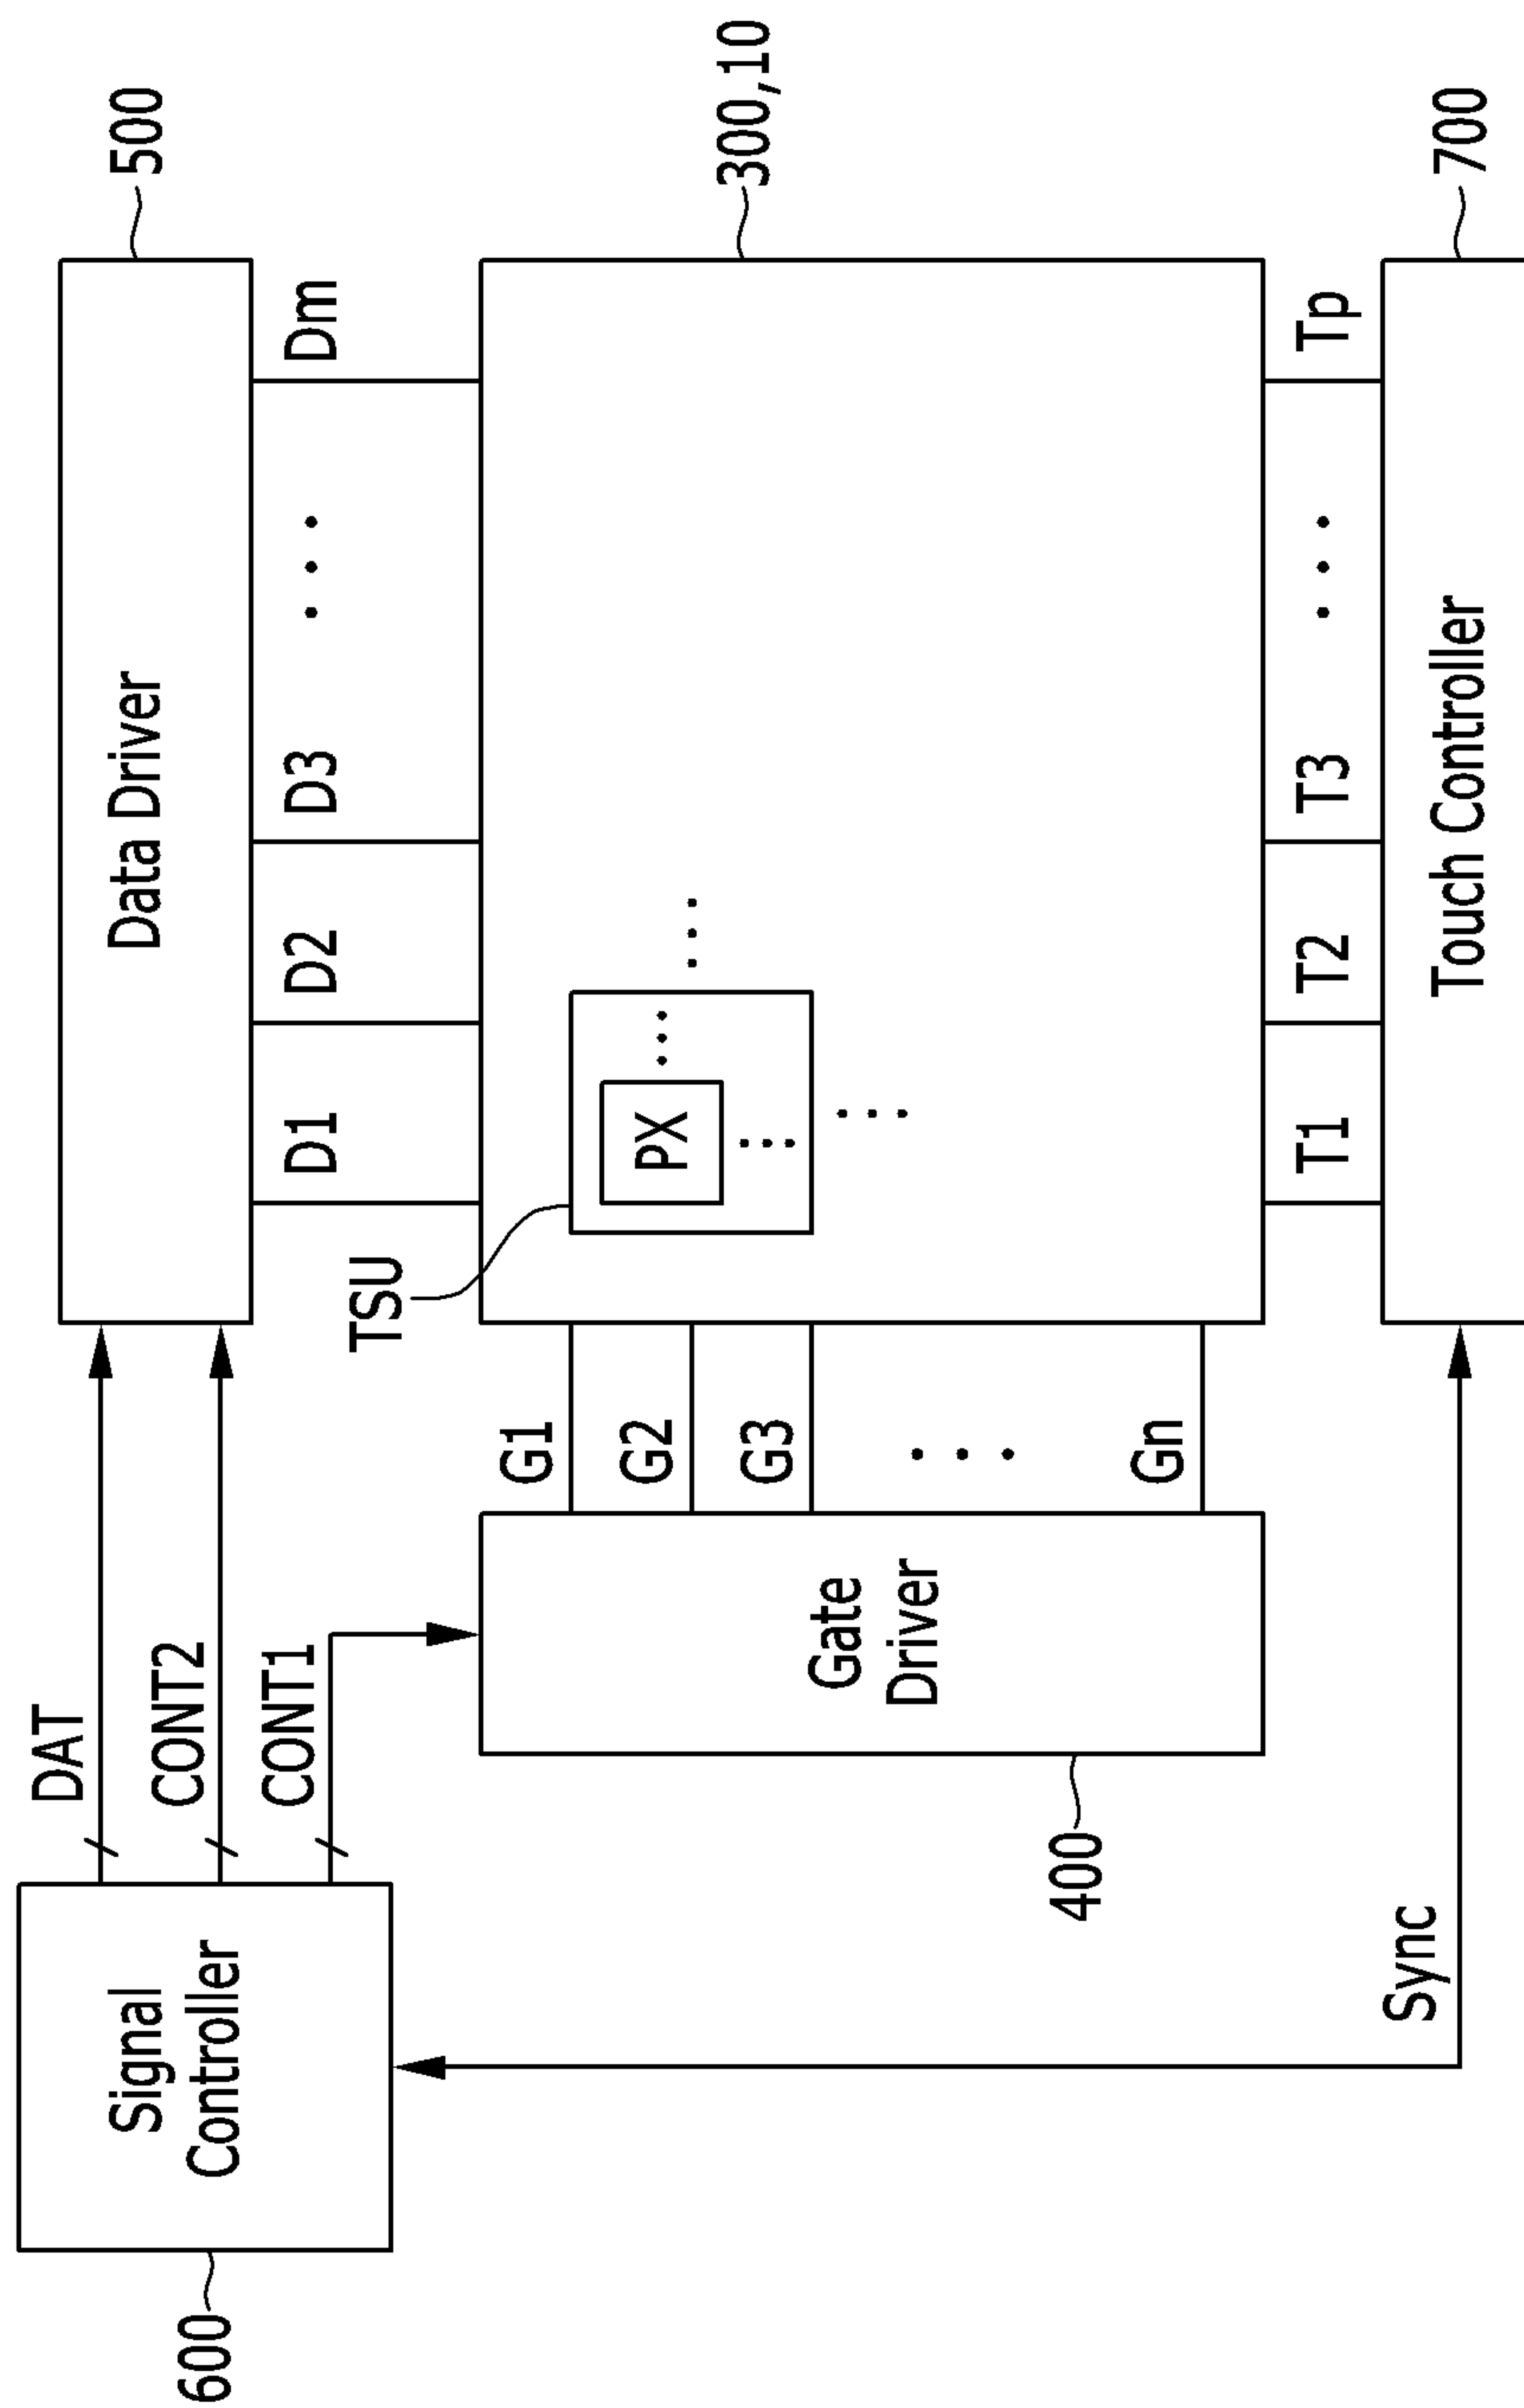 600
Signal
Controller
DAT
CONT2
CONT1
Data Driver
500
D1
D2
D3
Dm
TSU
PX
300,10
G1
G2
G3
Gn
Gate
Driver
400
T1
T2
T3
Tp
Sync
Touch Controller
700